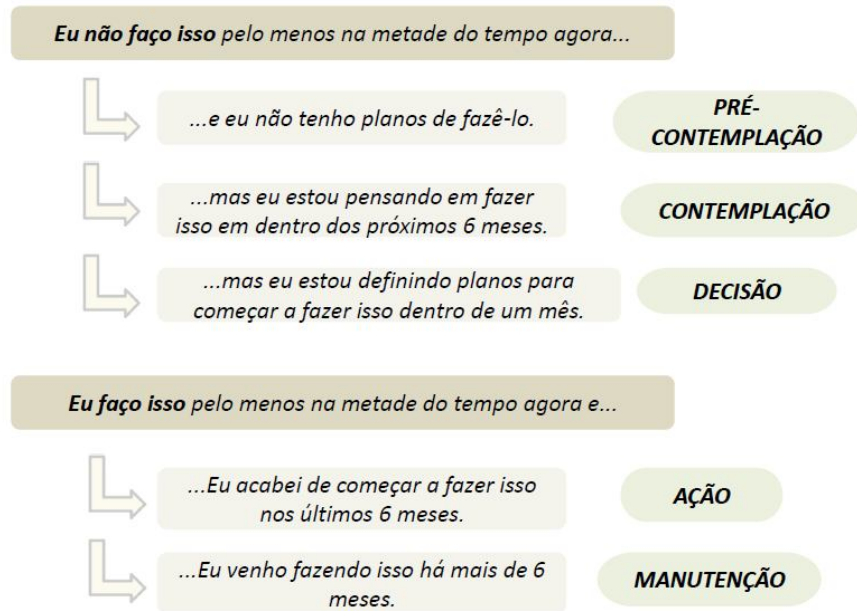 Eu não faço isso pelo menos na metade do tempo agora...
...e eu não tenho planos de fazê-lo.
PRÉ-
CONTEMPLAÇÃO
...mas eu estou pensando em fazer
isso em dentro dos próximos 6 meses.
CONTEMPLAÇÃO
...mas eu estou definindo planos para
começar a fazer isso dentro de um mês.
DECISÃO
Eu faço isso pelo menos na metade do tempo agora e...
...Eu acabei de começar a fazer isso
nos últimos 6 meses.
AÇÃO
...Eu venho fazendo isso há mais de 6
meses.
MANUTENÇÃO